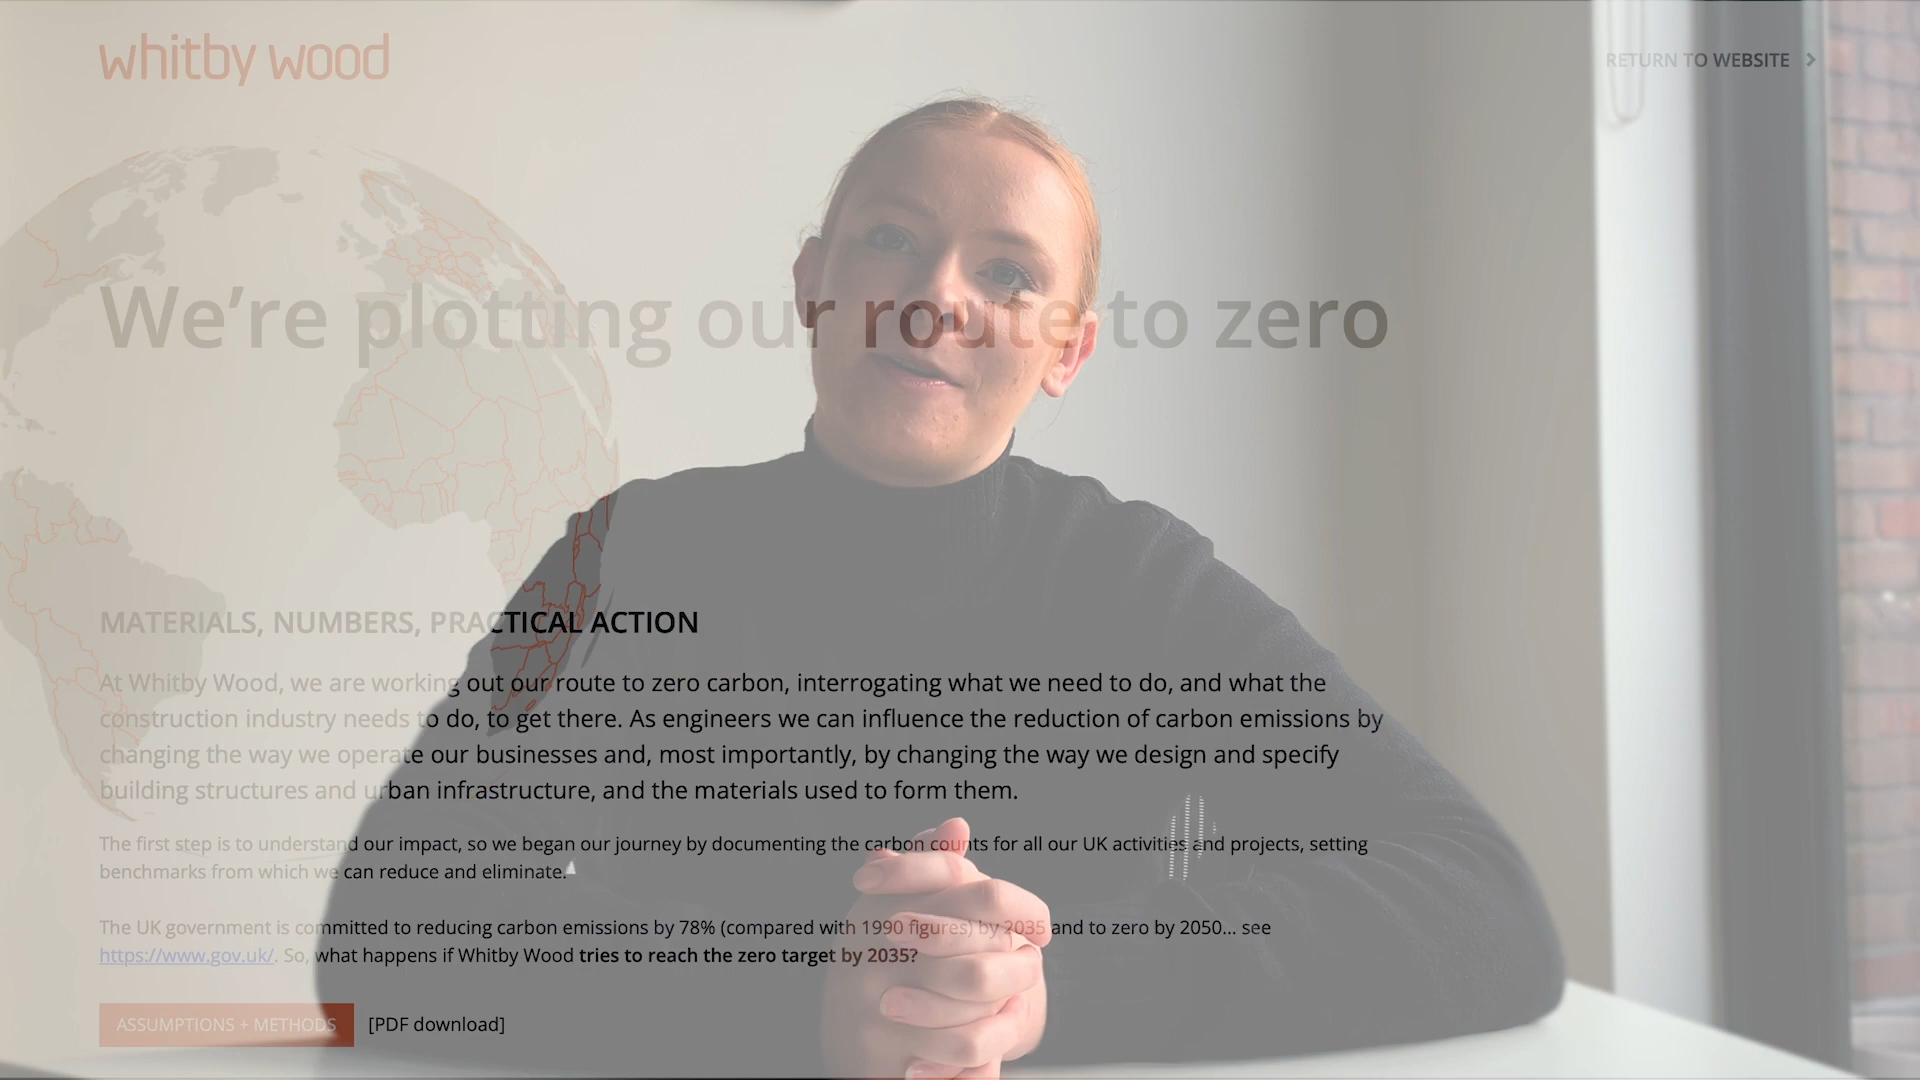 whitby wood
RETURN TO WEBSITE
We're plotting our route to zero
MATERIALS, NUMBERS, PRACTICAL ACTION
At Whitby Wood, we are working out our route to zero carbon, interrogating what we need to do, and what the
construction industry needs to do, to get there. As engineers we can influence the reduction of carbon emissions by
changing the way we operate our businesses and, most importantly, by changing the way we design and specify
building structures and urban infrastructure, and the materials used to form them.
The first step is to understand our impact, so we began our journey by documenting the carbon counts for all our UK activities and projects, setting
benchmarks from which we can reduce and eliminate.
The UK government is committed to reducing carbon emissions by 78% (compared with 1990 figures) by 2035 and to zero by 2050... see
https://www.gov.uk/. So, what happens if Whitby Wood tries to reach the zero target by 2035?
ASSUMPTIONS + METHODS [PDF download]